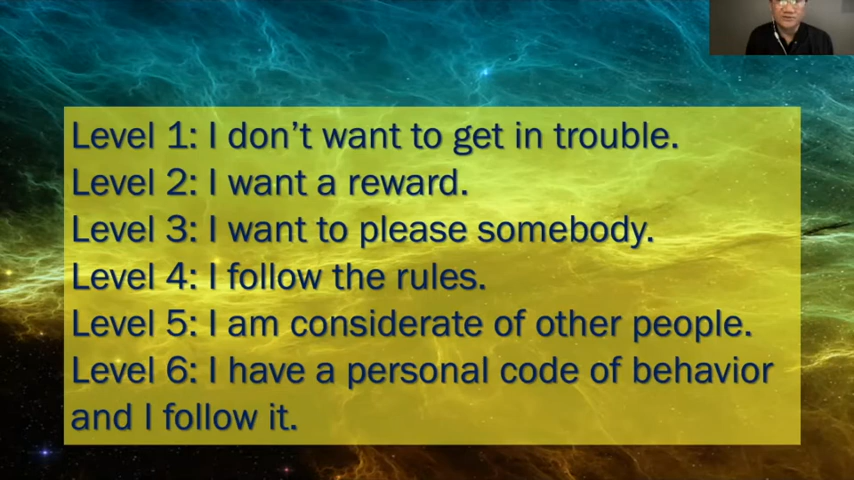 Level 1: I don’t want to get in trouble.
Level 2: I want a reward.
Level 3: I want to please somebody.
Level 4: I follow the rules.
Level 5: I am considerate of other people.
Level 6: I have a personal code of behavior
and I follow it.